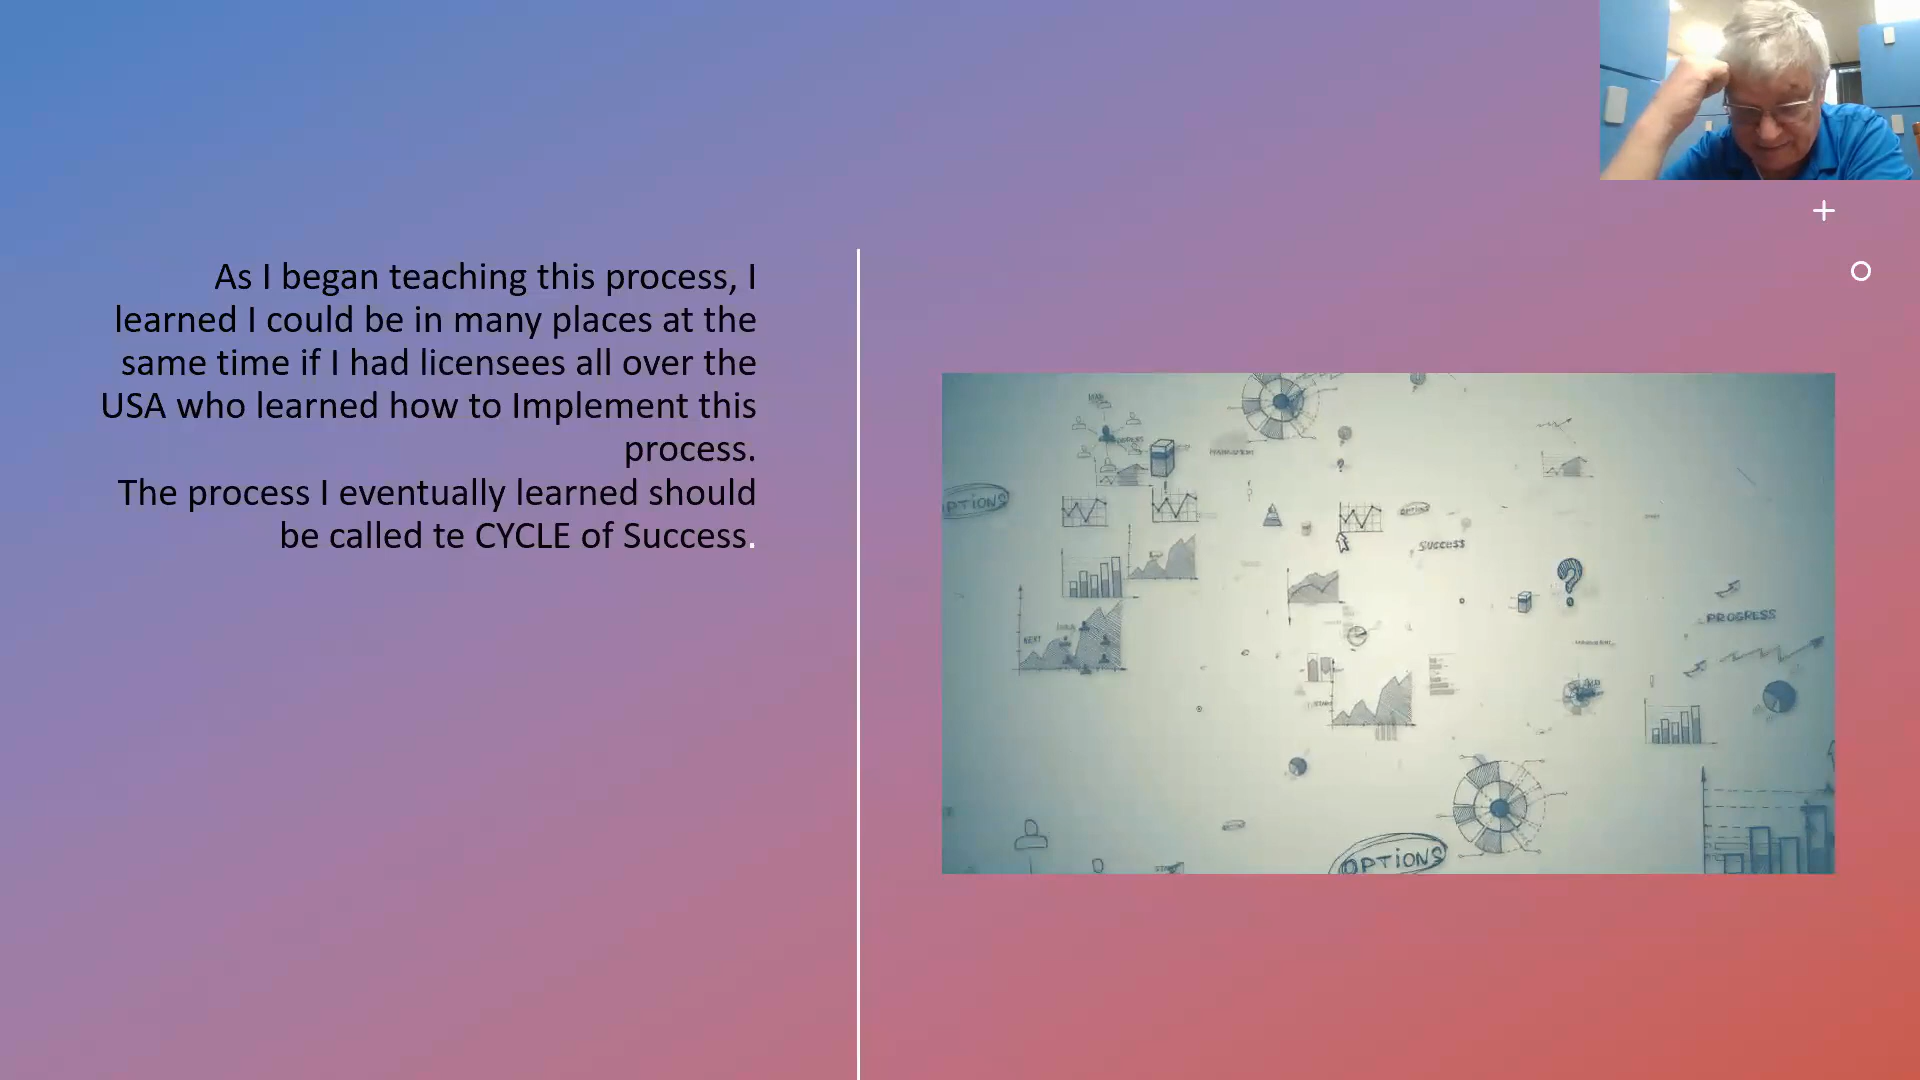 As I began teaching this process, I
learned I could be in many places at the
same time if I had licensees all over the
USA who learned how to Implement this
process.
The process I eventually learned should
be called te CYCLE of Success.
PTIONS
SUCCESS
PROGRESS
NEXT
OPTIONS